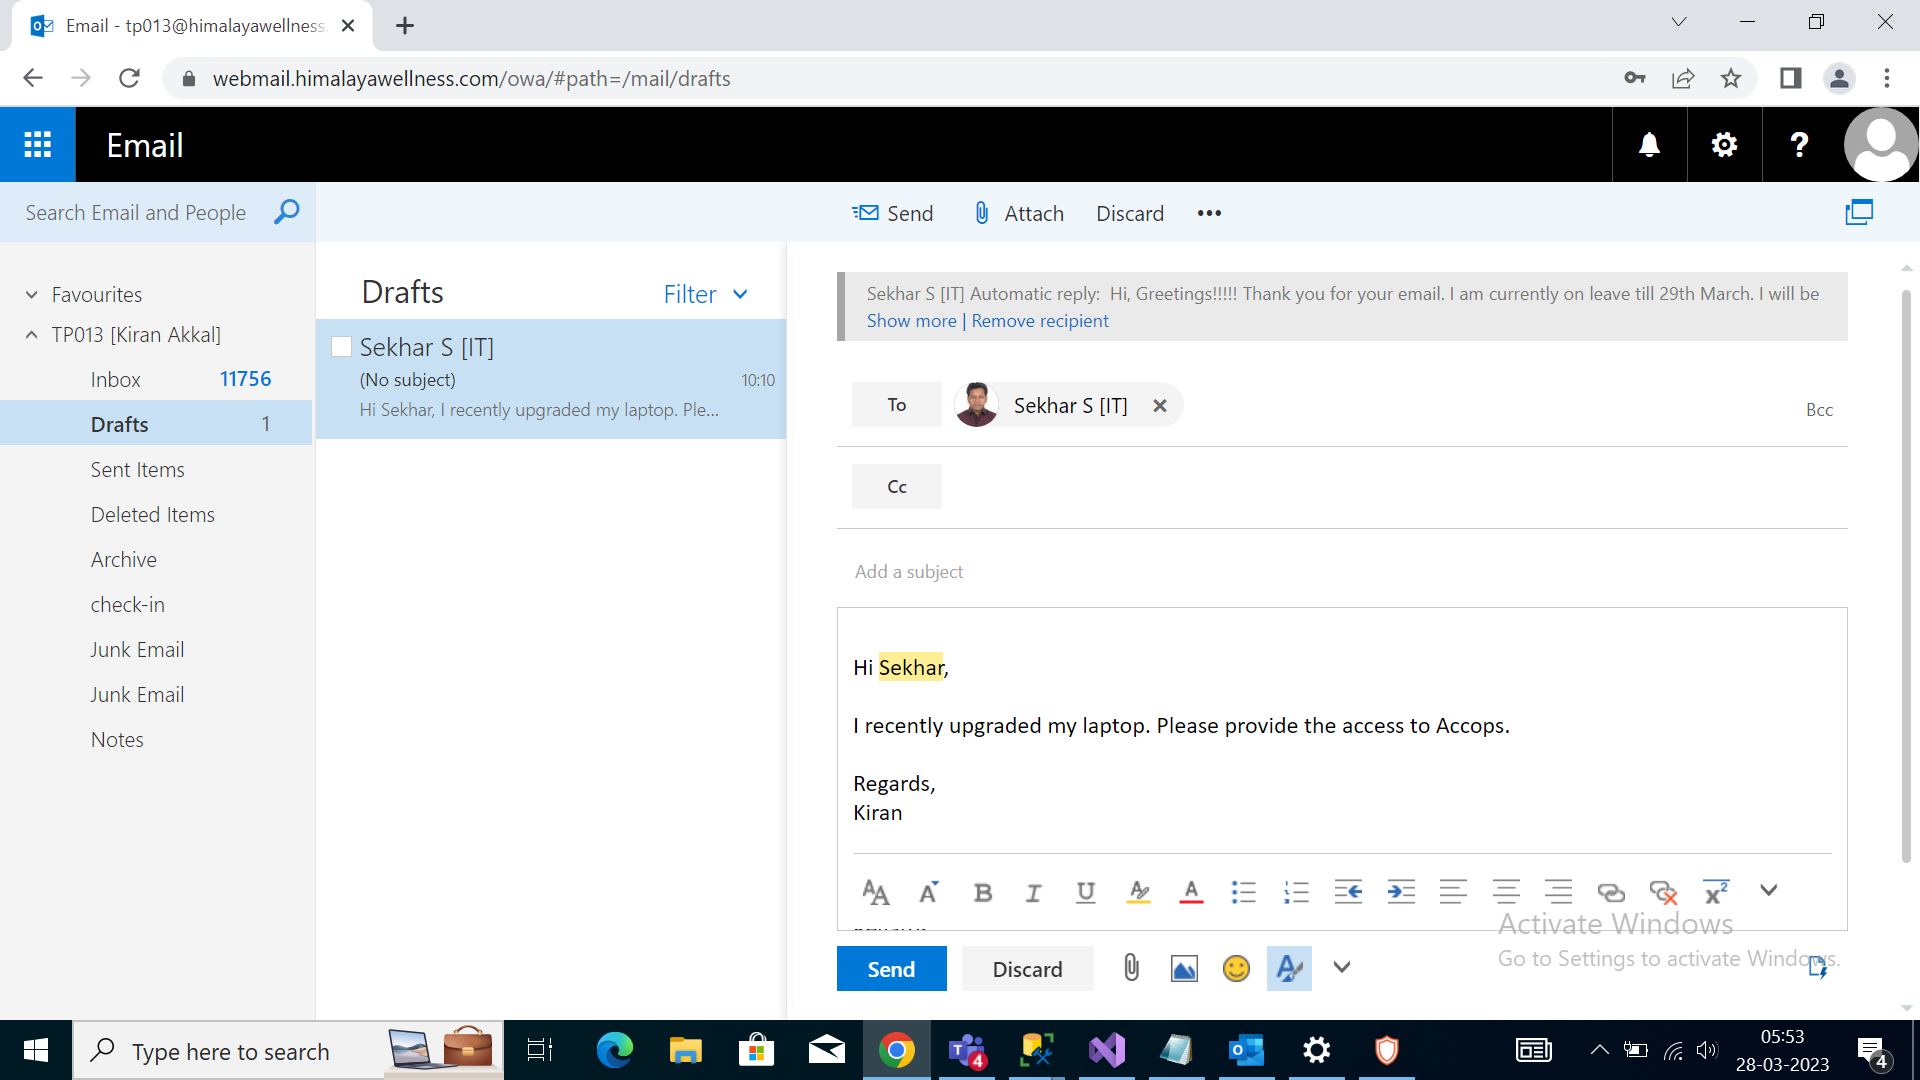 Email - tp013@himalayawellness.
webmail.himalayawellness.com/owa/#path=/mail/drafts
Email
Search Email and People
Send
Attach
Discard
•••
Favourites
TP013 [Kiran Akkal]
Inbox 11756
Drafts 1
Sent Items
Deleted Items
Archive
check-in
Junk Email
Junk Email
Notes
Drafts
Filter
Sekhar S [IT]
(No subject) 10:10
Hi Sekhar, I recently upgraded my laptop. Ple...
Sekhar S [IT] Automatic reply: Hi, Greetings!!!!! Thank you for your email. I am currently on leave till 29th March. I will be
Show more | Remove recipient
To Sekhar S [IT] Bcc
Cc
Add a subject
Hi Sekhar,
I recently upgraded my laptop. Please provide the access to Accops.
Regards,
Kiran
Activate Windows
Go to Settings to activate Windows.
Send Discard
Type here to search
4
05:53
28-03-2023
4